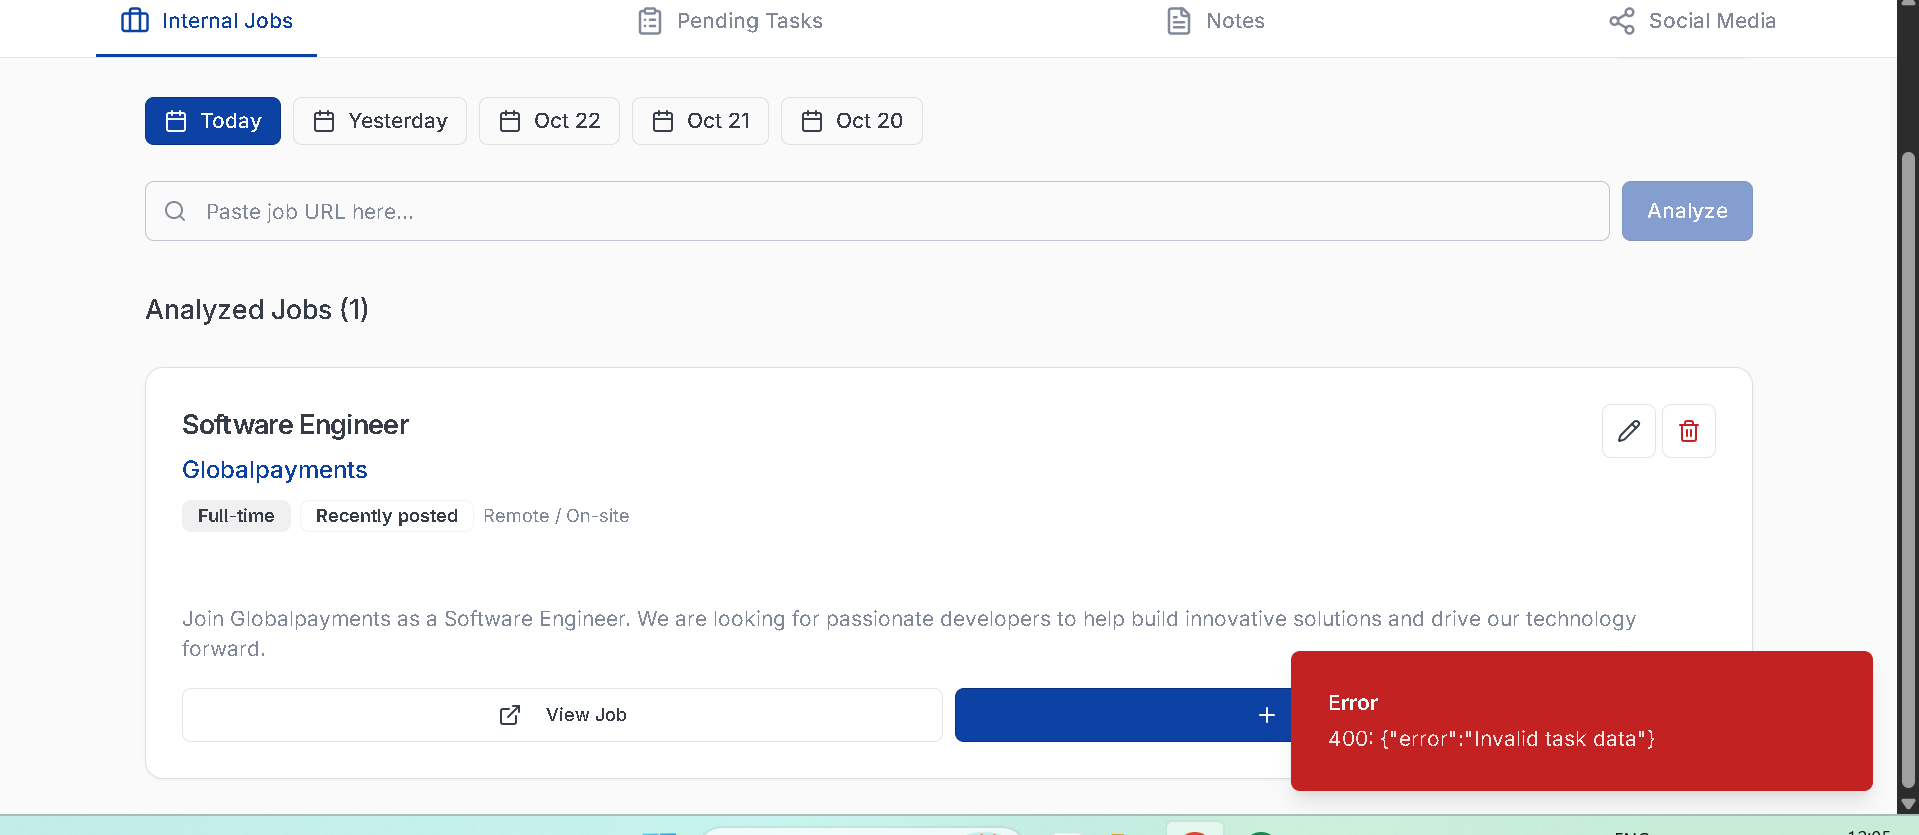 Internal Jobs
Pending Tasks
Notes
Social Media
Today
Yesterday
Oct 22
Oct 21
Oct 20
Paste job URL here...
Analyze
Analyzed Jobs (1)
Software Engineer
Globalpayments
Full-time
Recently posted
Remote / On-site
Join Globalpayments as a Software Engineer. We are looking for passionate developers to help build innovative solutions and drive our technology
forward.
View Job
Error
400: {"error":"Invalid task data"}